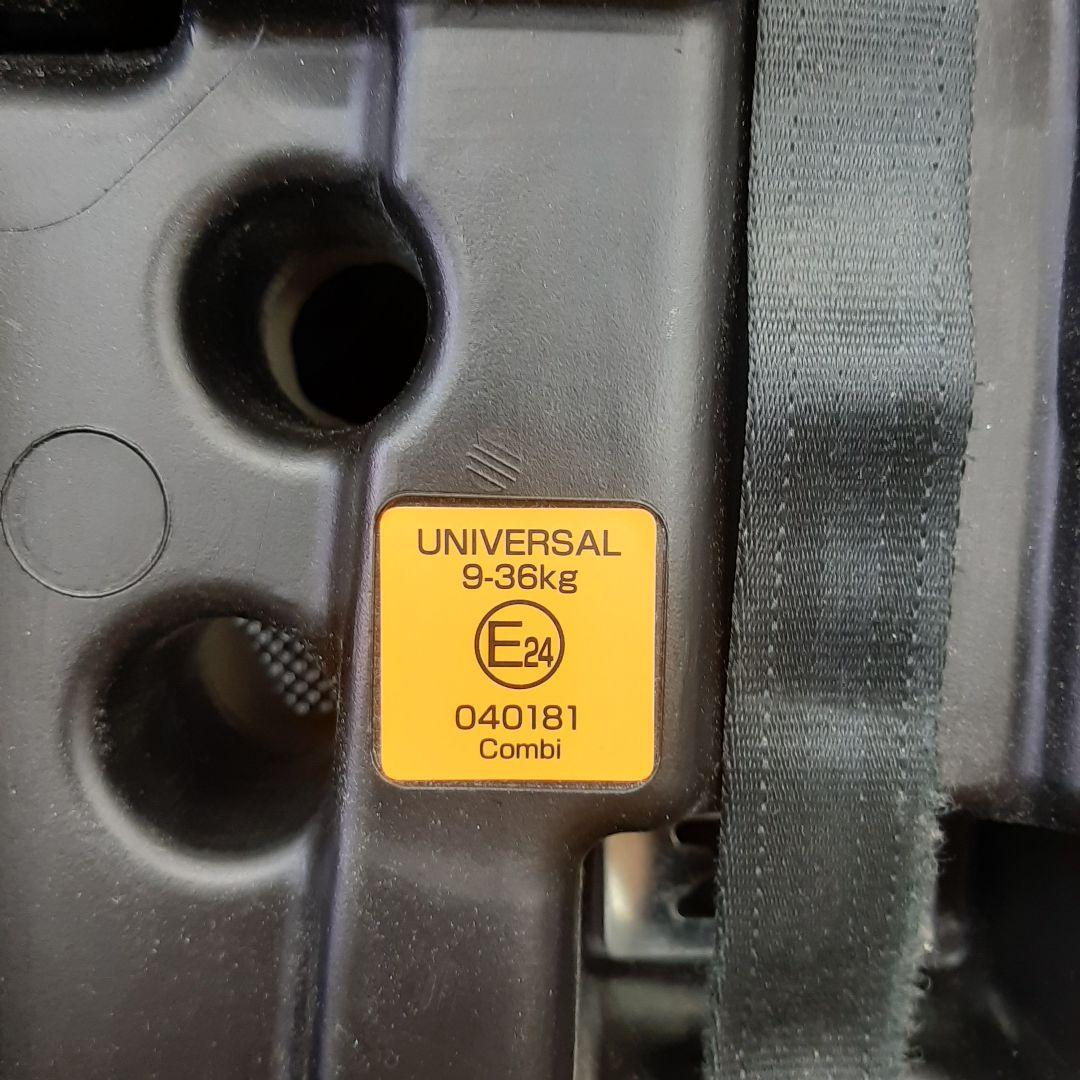 UNIVERSAL
9-36kg
E24
040181
Combi